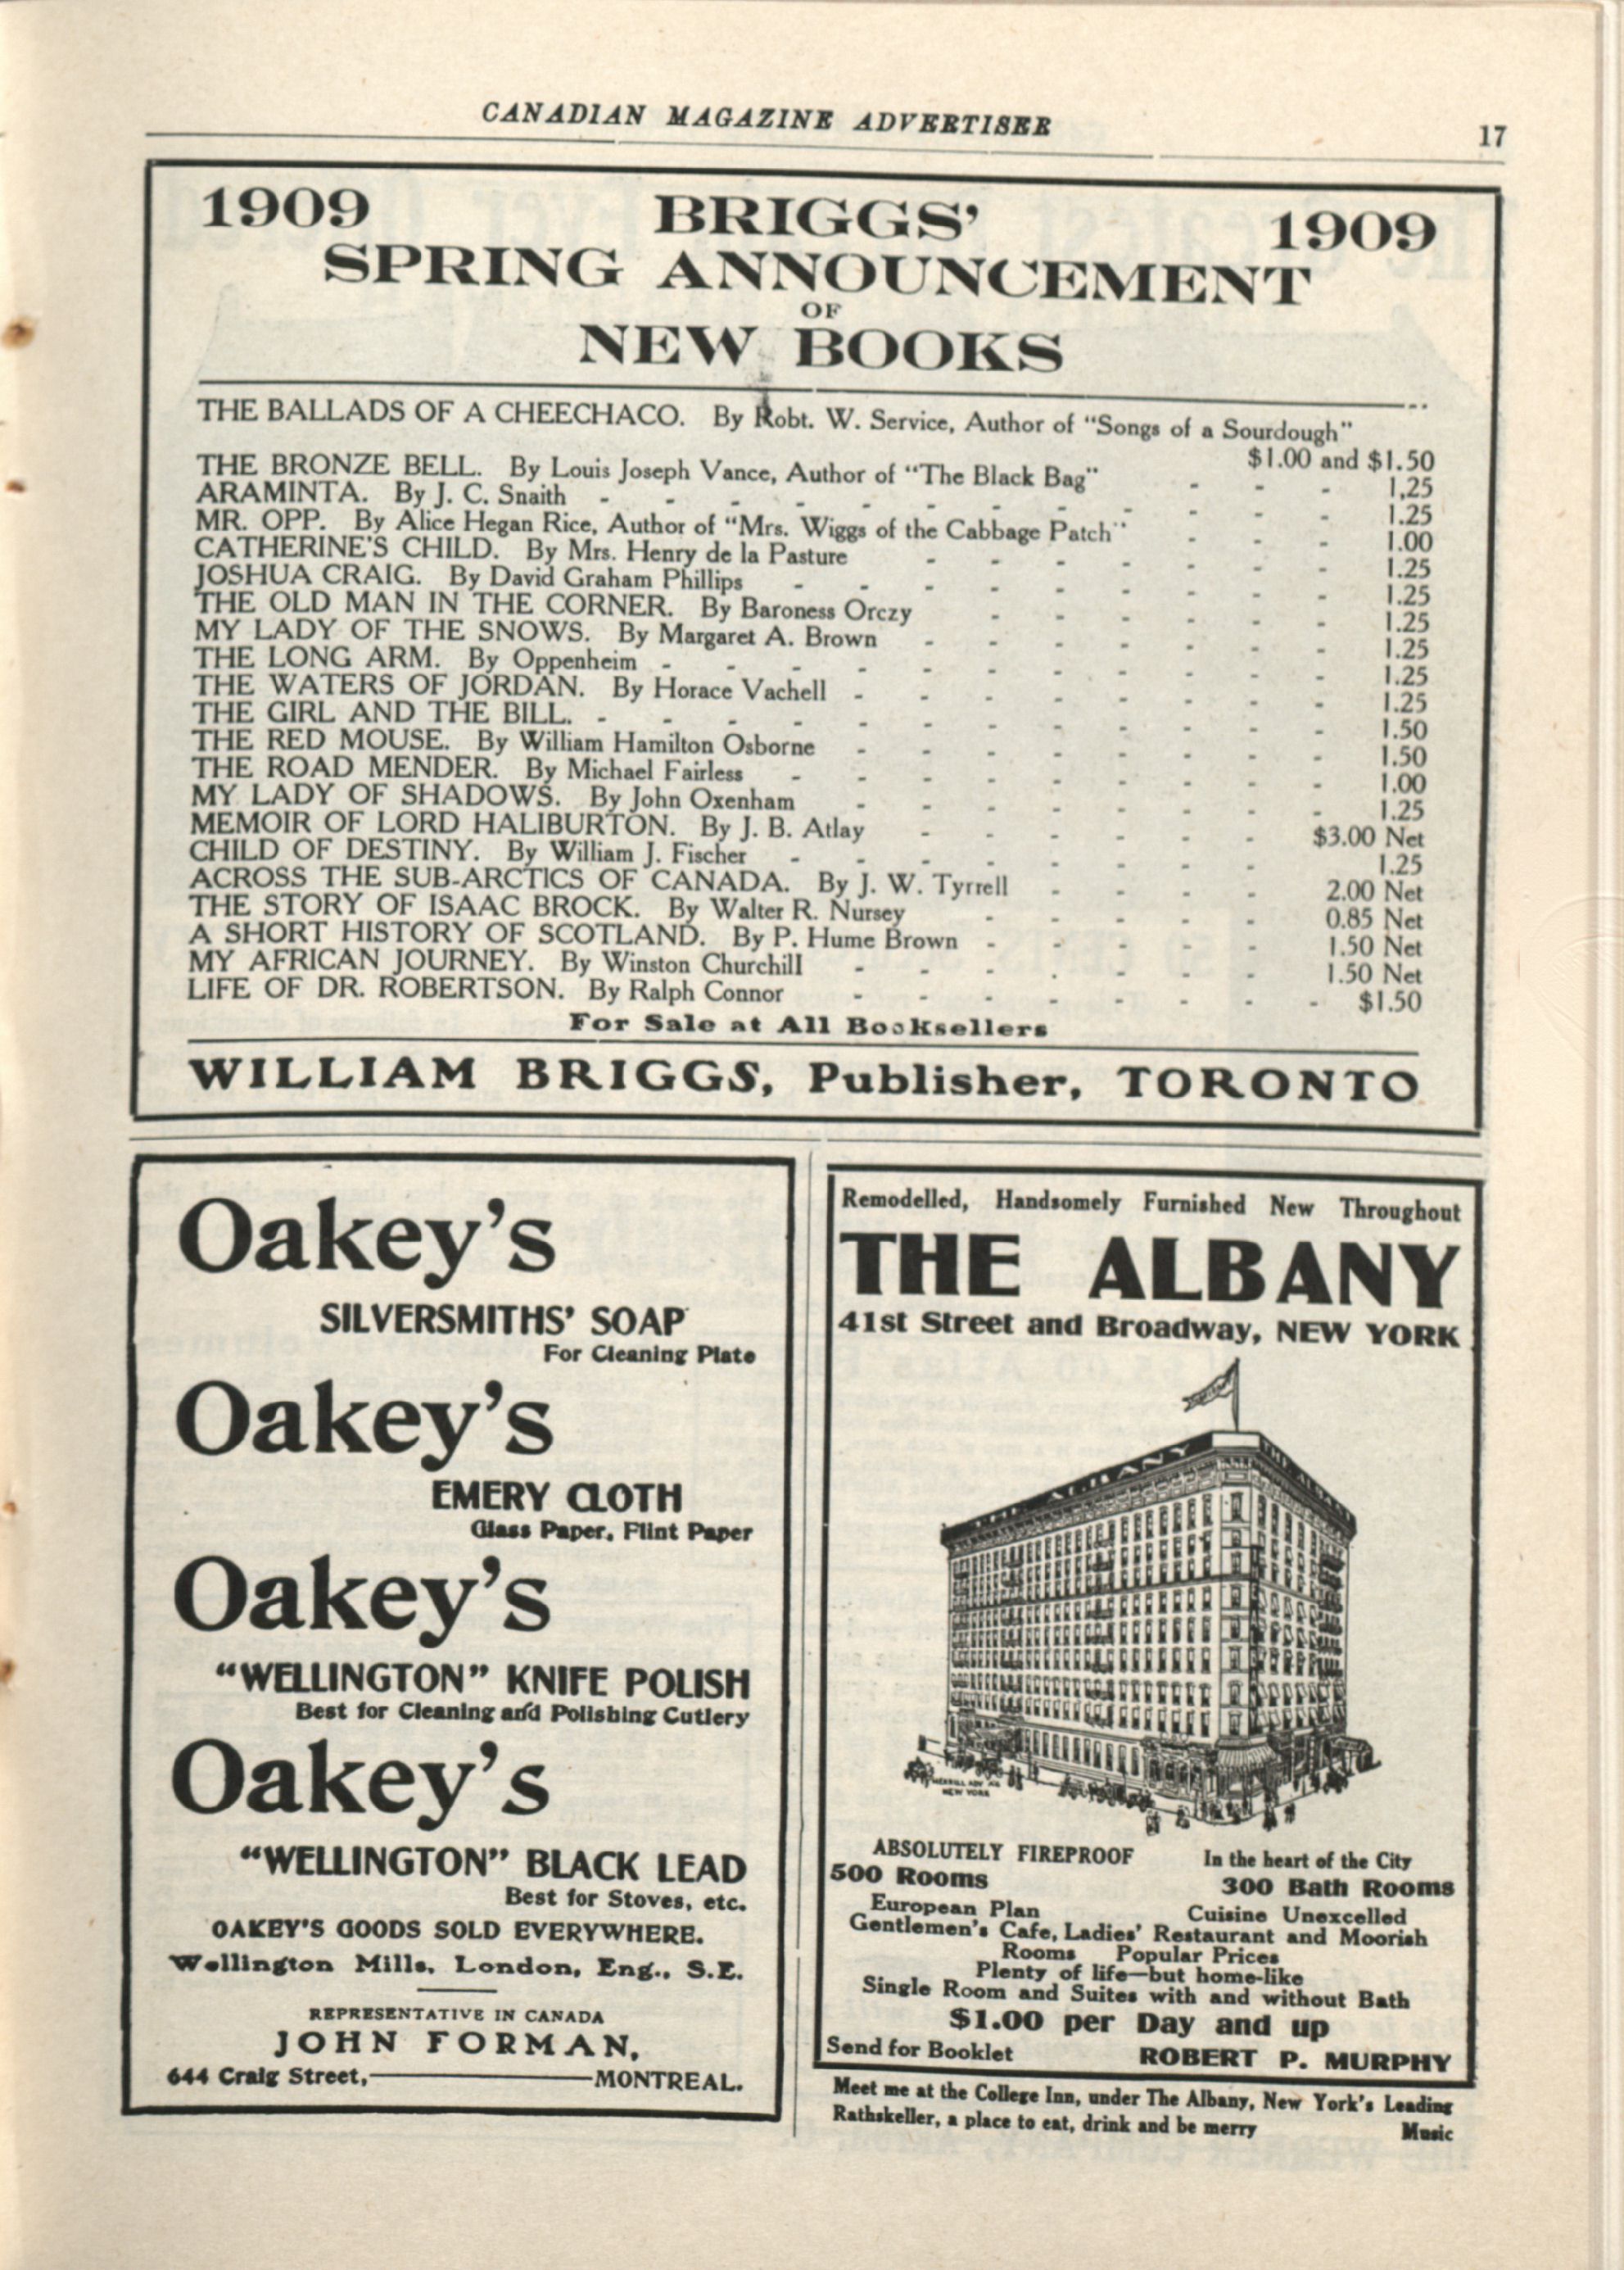 CANADIAN MAGAZINE ADVERTISER 17
1909 BRIGGS' 1909
SPRING ANNOUNCEMENT
OF
NEW BOOKS
THE BALLADS OF A CHEECHACO. By Robt. W. Service, Author of "Songs of a Sourdough"
$1.00 and $1.50
THE BRONZE BELL. By Louis Joseph Vance, Author of "The Black Bag" - - - 1,25
ARAMINTA. By J. C. Snaith - - - - - - - - - - - - 1.25
MR. OPP. By Alice Hegan Rice, Author of "Mrs. Wiggs of the Cabbage Patch" - - - 1.00
CATHERINE'S CHILD. By Mrs. Henry de la Pasture - - - - - - - 1.25
JOSHUA CRAIG. By David Graham Phillips - - - - - - - - - 1.25
THE OLD MAN IN THE CORNER. By Baroness Orczy - - - - - - 1.25
MY LADY OF THE SNOWS. By Margaret A. Brown - - - - - - - 1.25
THE LONG ARM. By Oppenheim - - - - - - - - - - - 1.25
THE WATERS OF JORDAN. By Horace Vachell - - - - - - - - 1.25
THE GIRL AND THE BILL. - - - - - - - - - - - - 1.50
THE RED MOUSE. By William Hamilton Osborne - - - - - - - - 1.50
THE ROAD MENDER. By Michael Fairless - - - - - - - - - 1.00
MY LADY OF SHADOWS. By John Oxenham - - - - - - - - 1.25
MEMOIR OF LORD HALIBURTON. By J. B. Atlay - - - - - - $3.00 Net
CHILD OF DESTINY. By William J. Fischer - - - - - - - - 1.25
ACROSS THE SUB-ARCTICS OF CANADA. By J. W. Tyrrell - - - - 2.00 Net
THE STORY OF ISAAC BROCK. By Walter R. Nursey - - - - - 0.85 Net
A SHORT HISTORY OF SCOTLAND. By P. Hume Brown - - - - - 1.50 Net
MY AFRICAN JOURNEY. By Winston Churchill - - - . - - - 1.50 Net
LIFE OF DR. ROBERTSON. By Ralph Connor - - - - - - - - $1.50
For Sale at All Booksellers
WILLIAM BRIGGS, Publisher, TORONTO
Oakey's
SILVERSMITHS' SOAP
For Cleaning Plate
Oakey's
EMERY CLOTH
Glass Paper, Flint Paper
Oakey's
"WELLINGTON" KNIFE POLISH
Best for Cleaning and Polishing Cutlery
Oakey's
"WELLINGTON" BLACK LEAD
Best for Stoves, etc.
OAKEY'S GOODS SOLD EVERYWHERE.
Wellington Mills, London, Eng., S.E.
REPRESENTATIVE IN CANADA
JOHN FORMAN,
644 Craig Street,——MONTREAL.
Remodelled, Handsomely Furnished New Throughout
THE ALBANY
41st Street and Broadway, NEW YORK
THE ALBANY
THE ALBANY
NEW YORK
ABSOLUTELY FIREPROOF In the heart of the City
500 Rooms 300 Bath Rooms
European Plan Cuisine Unexcelled
Gentlemen's Cafe, Ladies' Restaurant and Moorish
Rooms Popular Prices
Plenty of life—but home-like
Single Room and Suites with and without Bath
$1.00 per Day and up
Send for Booklet ROBERT P. MURPHY
Meet me at the College Inn, under The Albany, New York's Leading
Rathskeller, a place to eat, drink and be merry Music